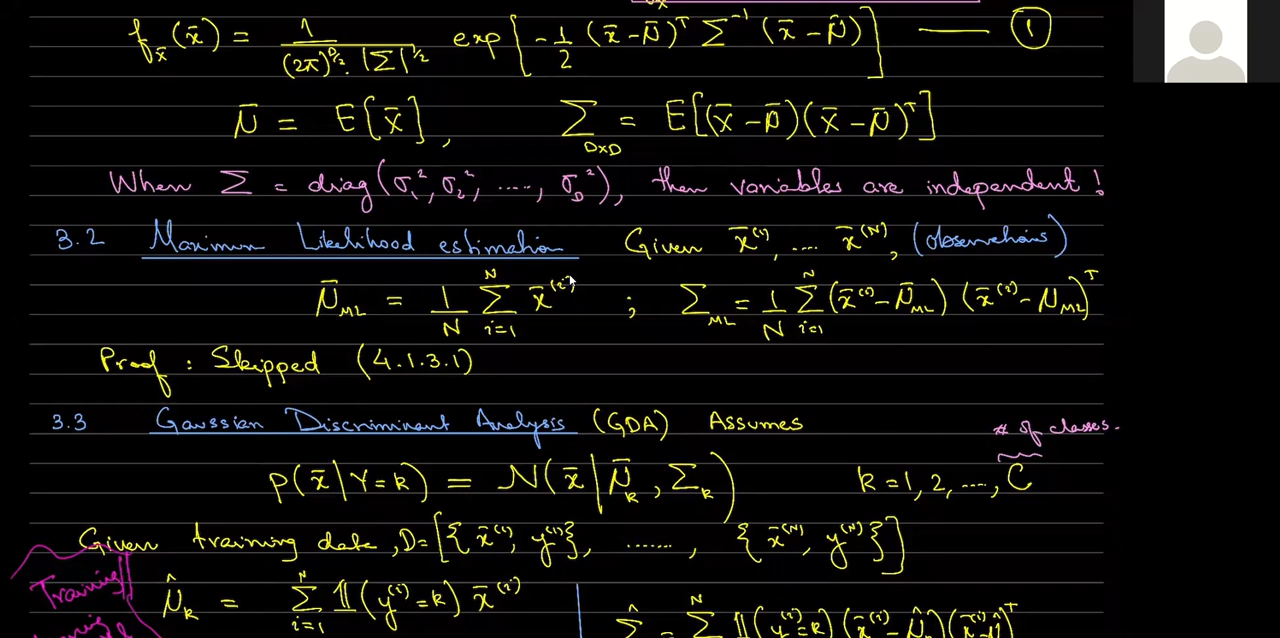 f_x̄(x̄) = 1/((2π)^{D/2} · |Σ|^{1/2}) exp[-1/2 (x̄-μ̄)^T Σ^{-1} (x̄-μ̄)] —— ①
μ̄ = E[x̄], Σ_{D×D} = E[(x̄-μ̄)(x̄-μ̄)^T]
When Σ = diag(σ_1^2, σ_2^2, ....., σ_D^2), then variables are independent!
3.2 Maximum Likelihood estimation Given x̄^(1), .... x̄^(N), (observations)
μ̄_ML = 1/N Σ_{i=1}^{N} x̄^(i) ; Σ_ML = 1/N Σ_{i=1}^{N} (x̄^(i) - μ̄_ML) (x̄^(i) - μ_ML)^T
Proof : Skipped (4.1.3.1)
3.3 Gaussian Discriminant Analysis (GDA) Assumes
# of classes.
p(x̄|Y=k) = N(x̄|μ̄_k, Σ_k) k = 1, 2, ...., C
Given training data, D = [{x̄^(1), y^(1)}, ......, {x̄^(N), y^(N)}]
Training
μ̂_k = Σ_{i=1}^{N} 𝟙(y^(i)=k) x̄^(i)
Σ̂ = Σ^{N} 𝟙(y^(i)=k) (x̄^(i)-μ̂)(x̄^(i)-μ̂)^T